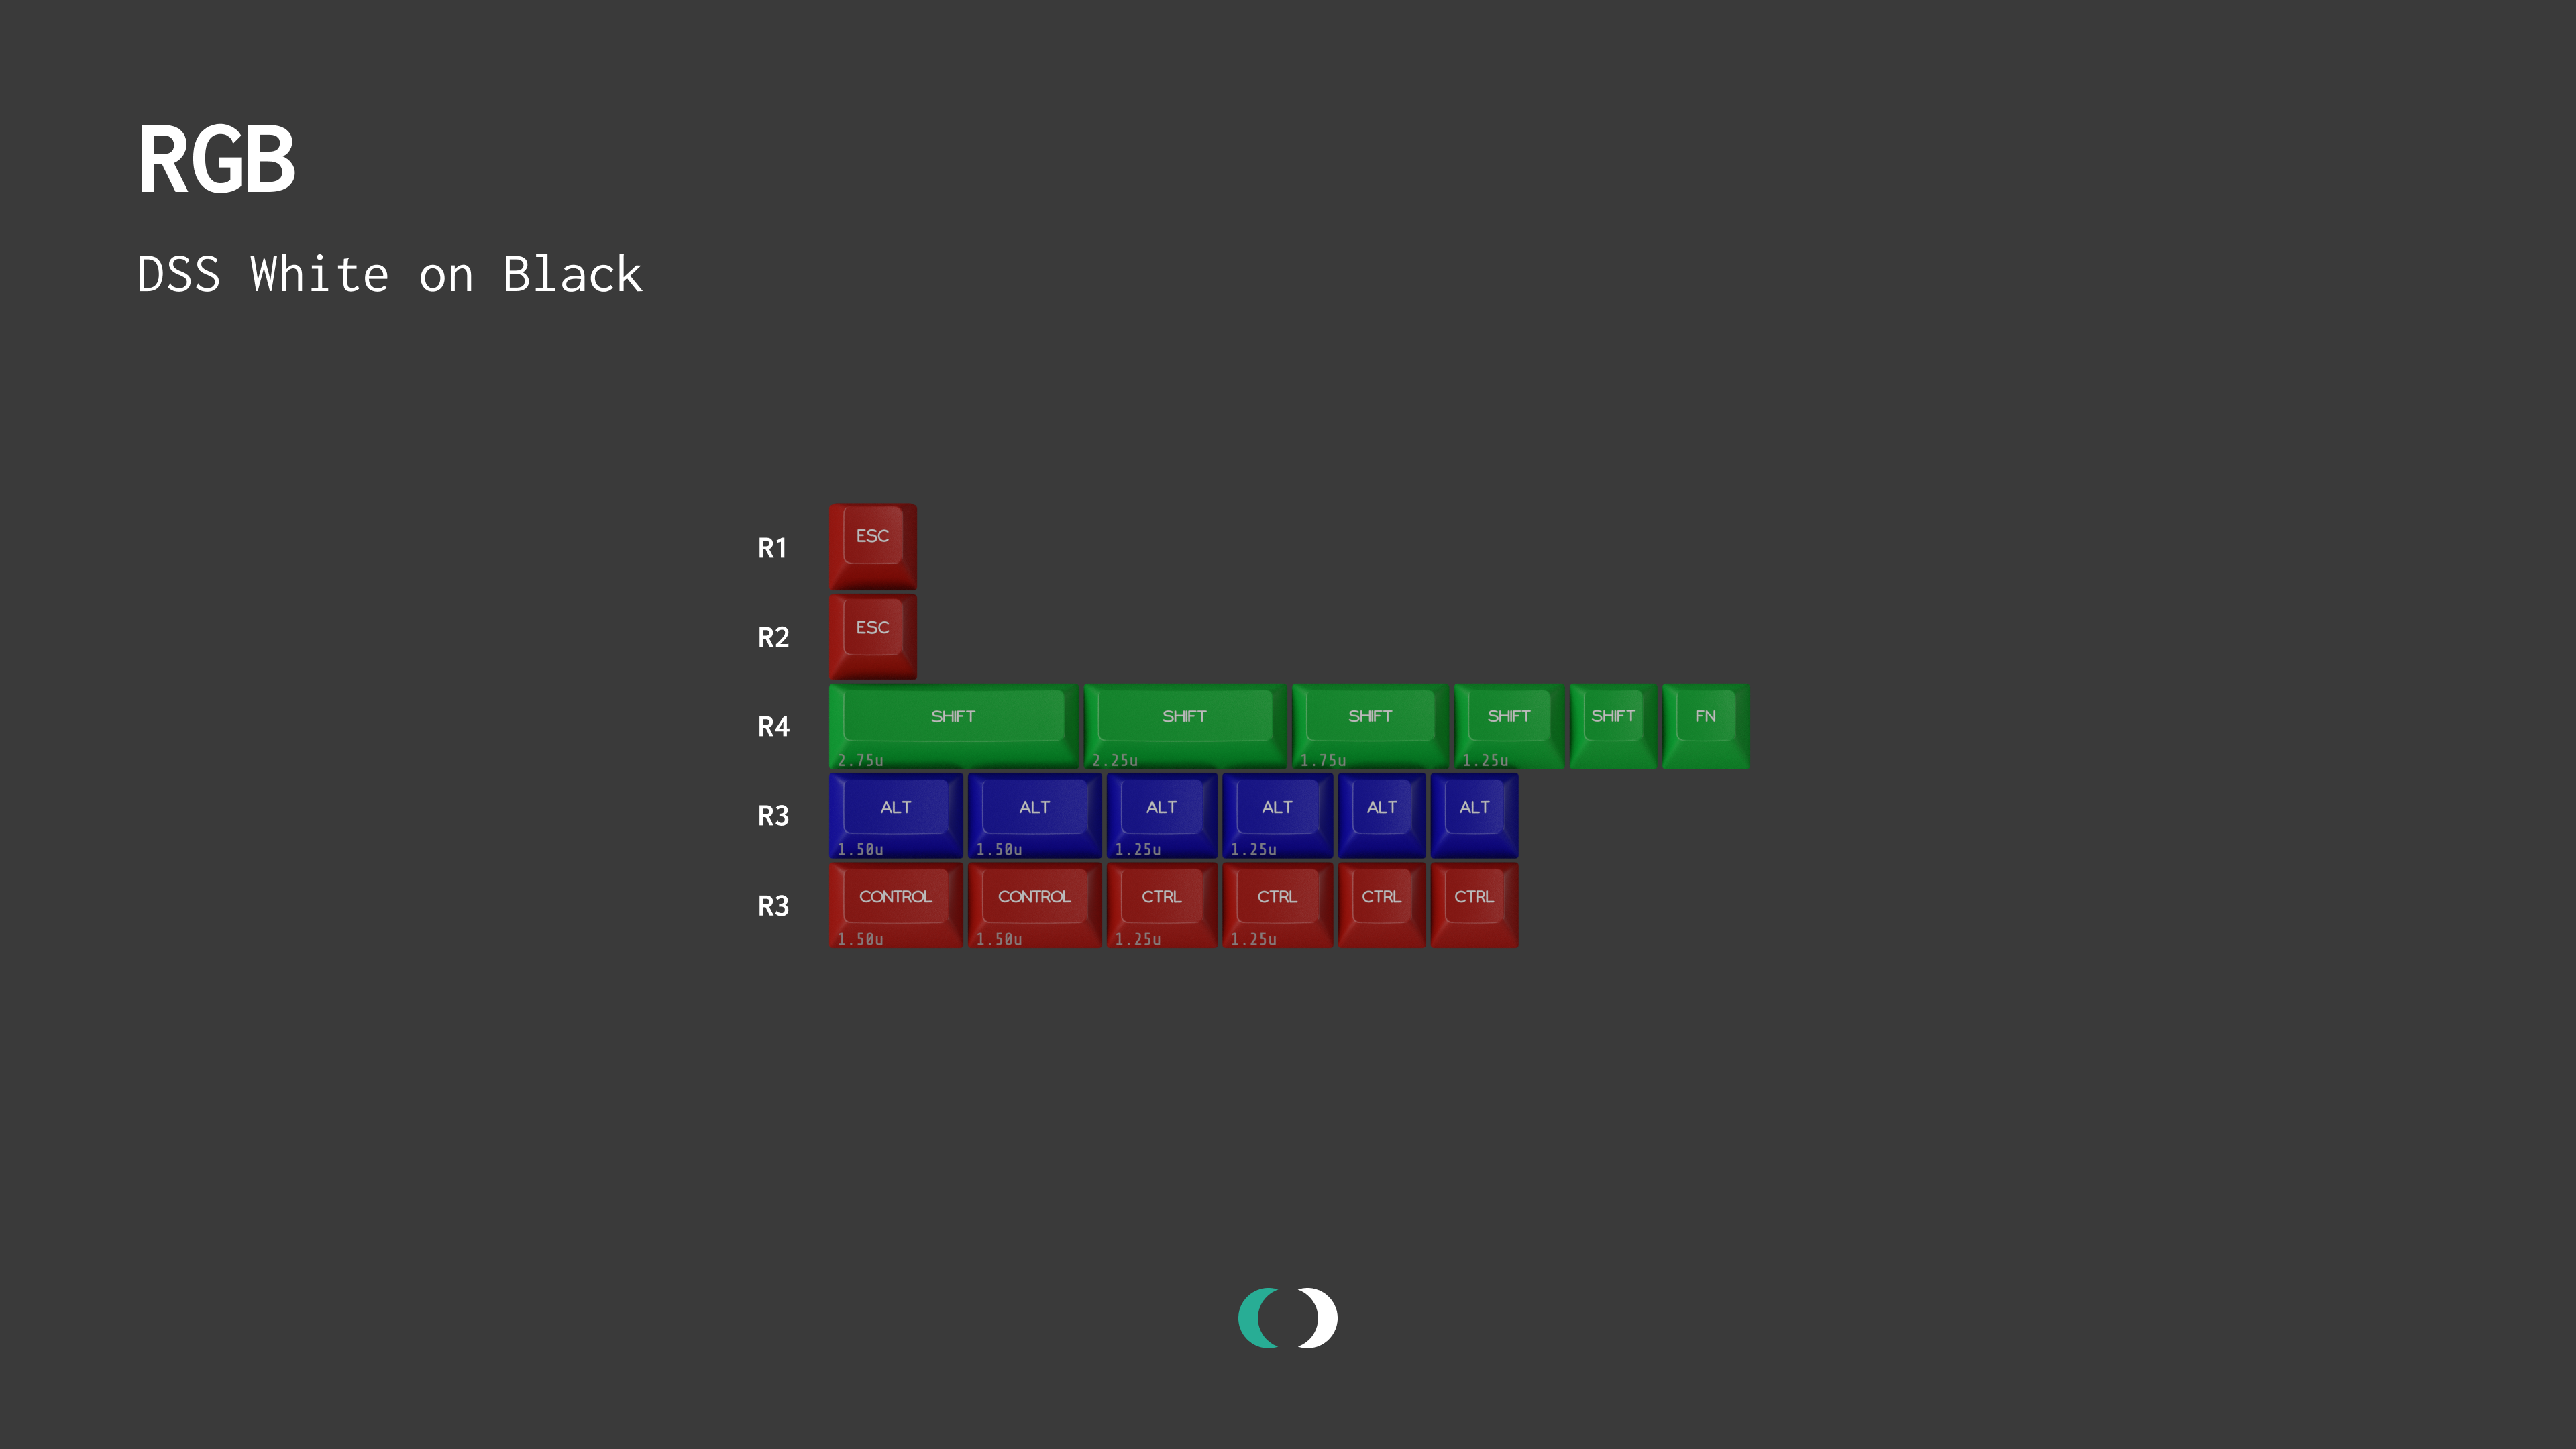 RGB
DSS White on Black
R1 ESC
R2 ESC
R4 SHIFT SHIFT SHIFT SHIFT SHIFT FN
2.75u 2.25u 1.75u 1.25u
R3 ALT ALT ALT ALT ALT ALT
1.50u 1.50u 1.25u 1.25u
R3 CONTROL CONTROL CTRL CTRL CTRL CTRL
1.50u 1.50u 1.25u 1.25u